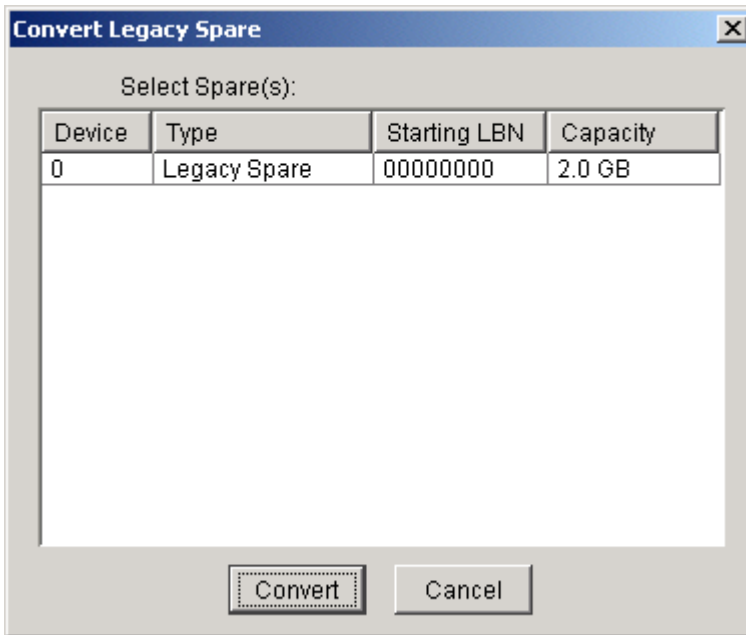 Convert Legacy Spare
Select Spare(s):
Device Type Starting LBN Capacity
0 Legacy Spare 00000000 2.0 GB
Convert Cancel